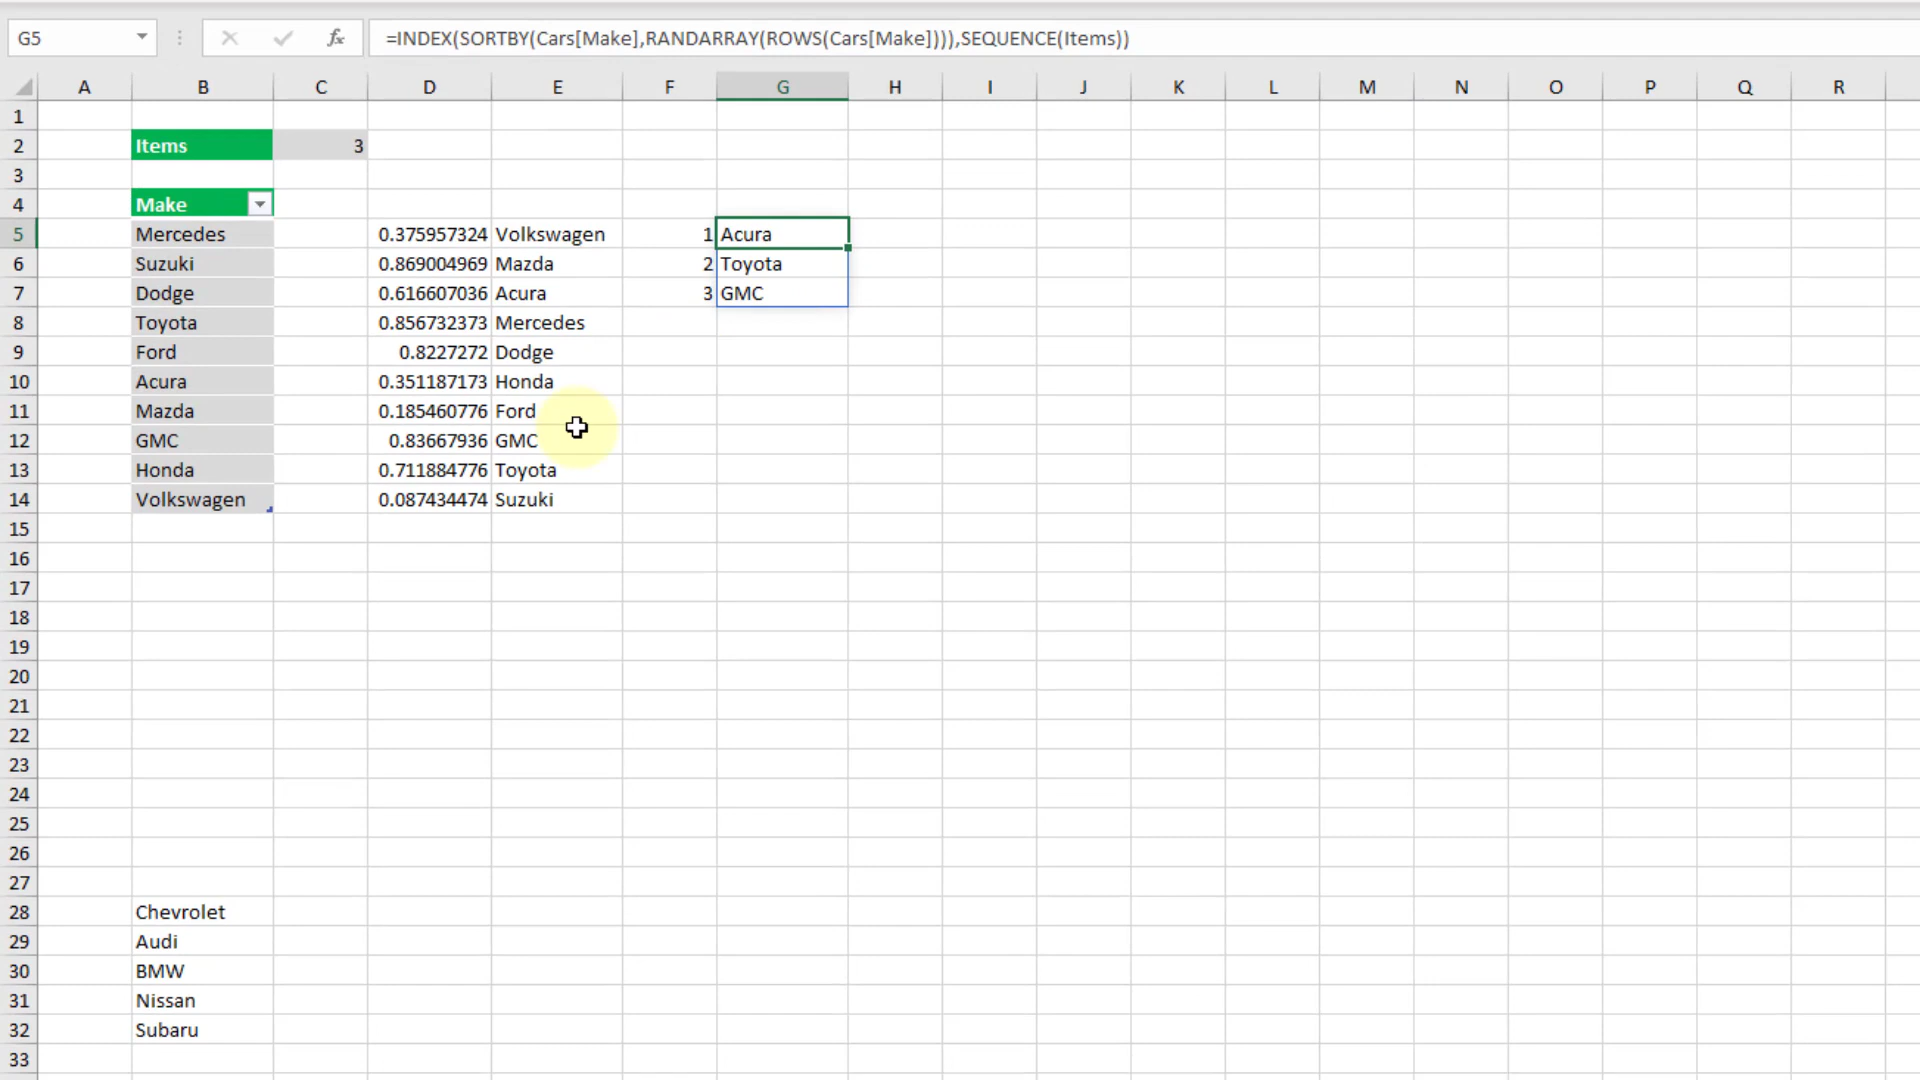 G5 fx =INDEX(SORTBY(Cars[Make],RANDARRAY(ROWS(Cars[Make]))),SEQUENCE(Items))
A B C D E F G H I J K L M N O P Q R
1
2 Items 3
3
4 Make
5 Mercedes 0.375957324 Volkswagen 1 Acura
6 Suzuki 0.869004969 Mazda 2 Toyota
7 Dodge 0.616607036 Acura 3 GMC
8 Toyota 0.856732373 Mercedes
9 Ford 0.8227272 Dodge
10 Acura 0.351187173 Honda
11 Mazda 0.185460776 Ford
12 GMC 0.83667936 GMC
13 Honda 0.711884776 Toyota
14 Volkswagen 0.087434474 Suzuki
15
16
17
18
19
20
21
22
23
24
25
26
27
28 Chevrolet
29 Audi
30 BMW
31 Nissan
32 Subaru
33